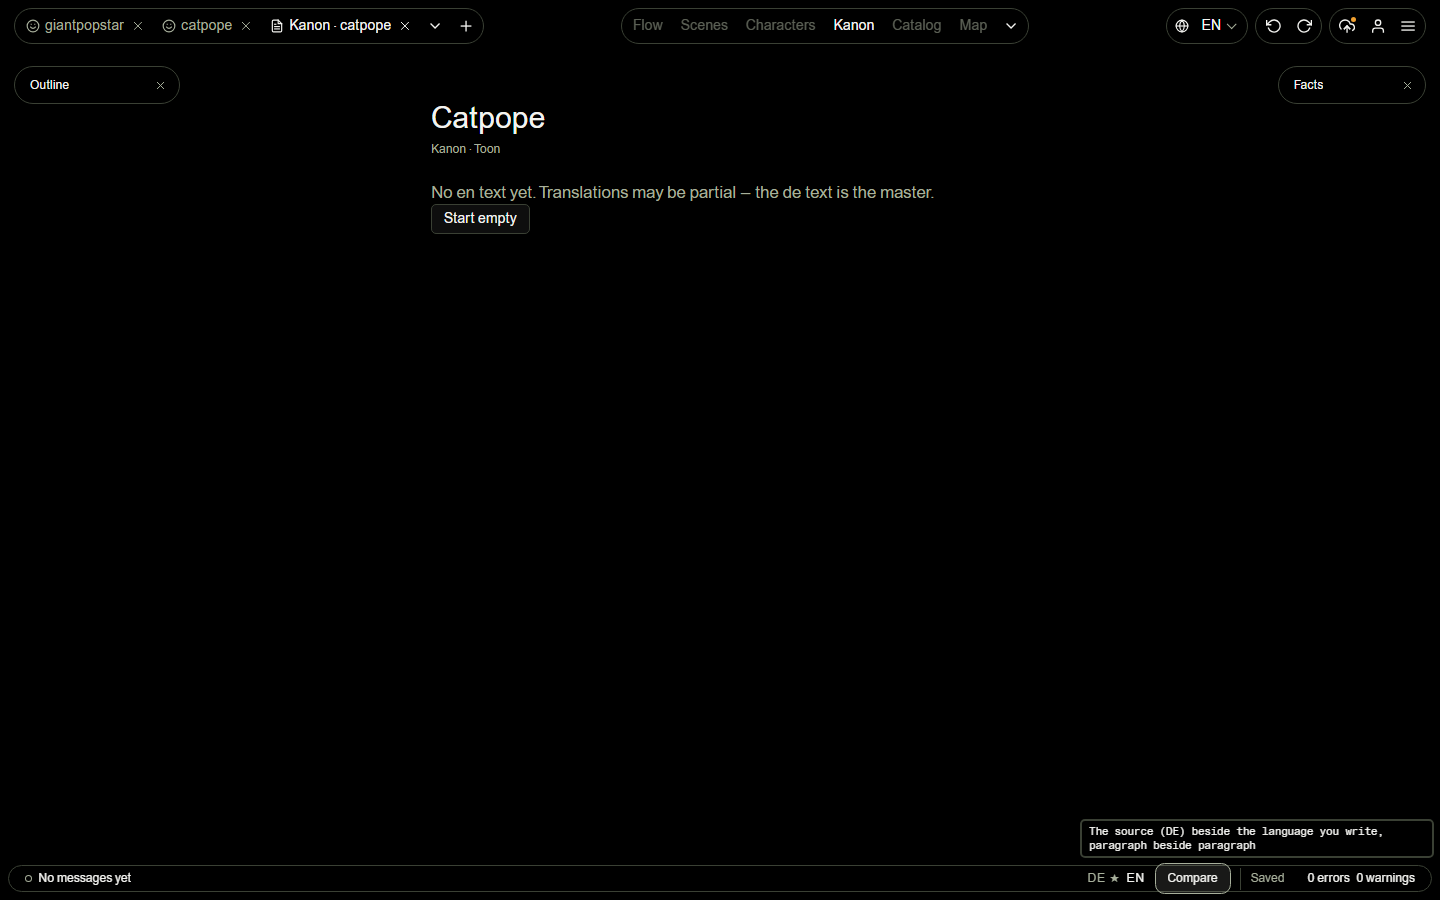 giantpopstar
catpope
Kanon · catpope
Flow
Scenes
Characters
Kanon
Catalog
Map
EN
Outline
Facts
Catpope
Kanon · Toon
No en text yet. Translations may be partial – the de text is the master.
Start empty
The source (DE) beside the language you write,
paragraph beside paragraph
No messages yet
DE ★ EN
Compare
Saved
0 errors 0 warnings